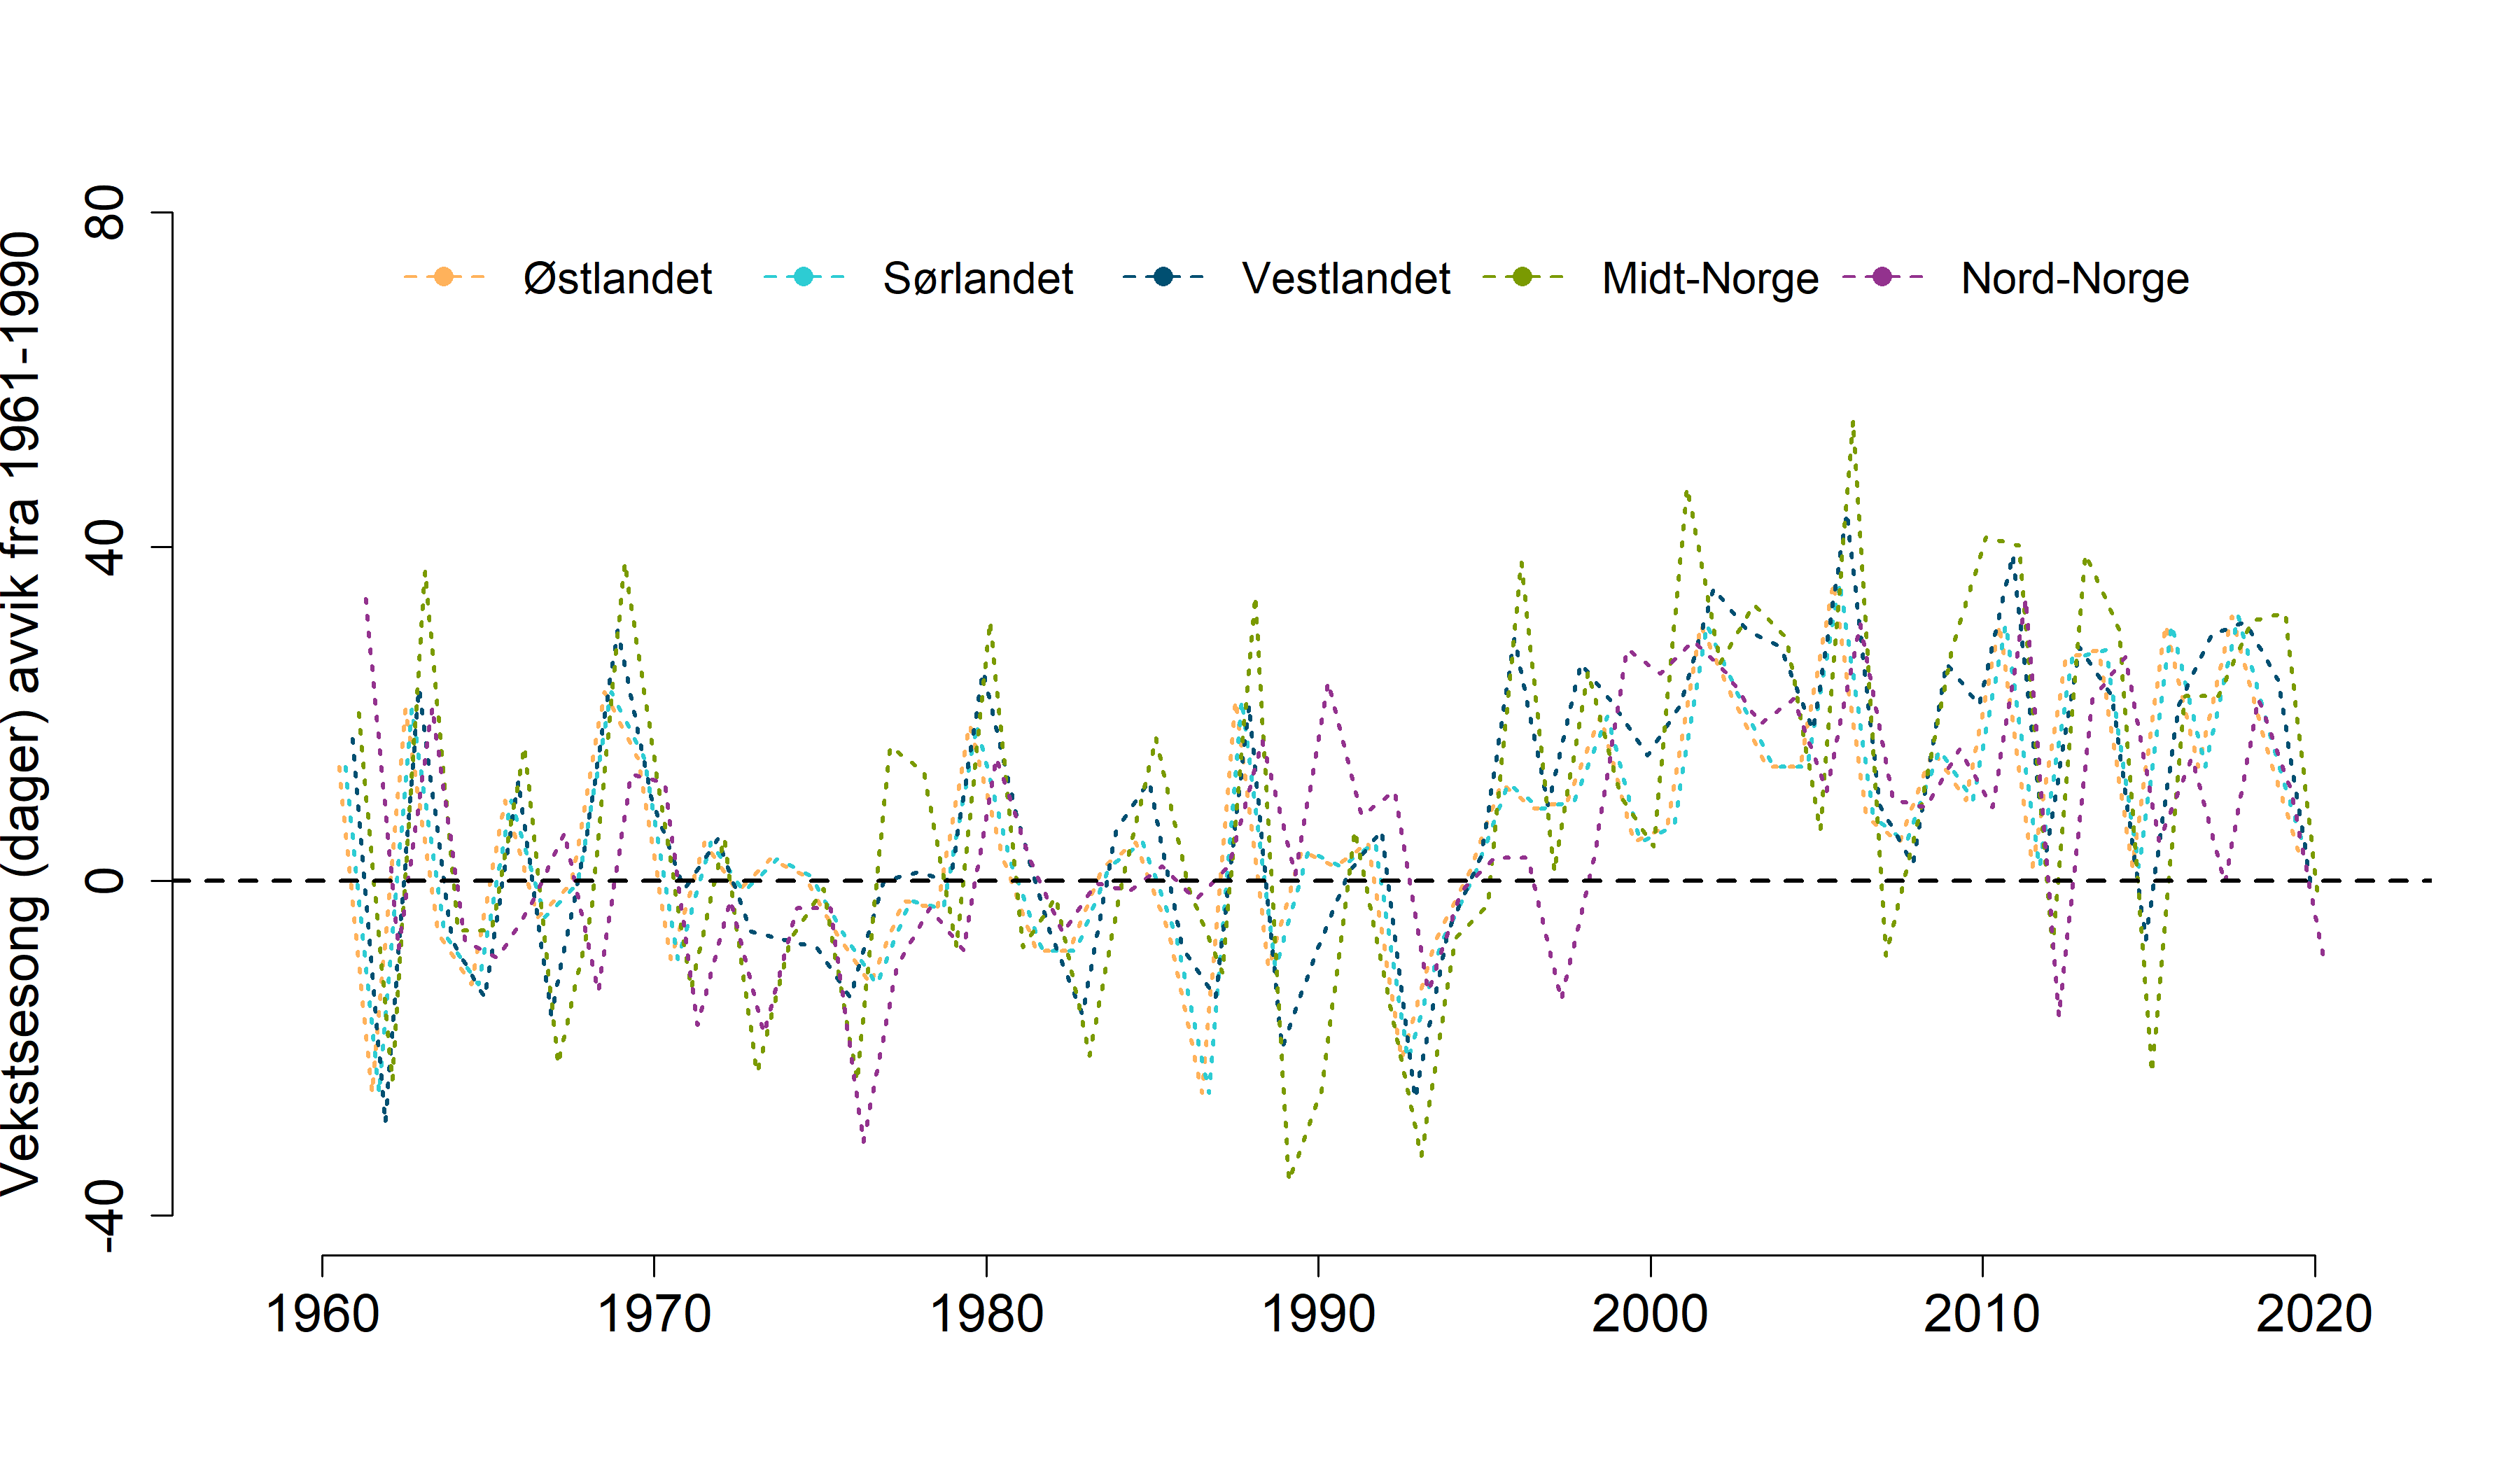 Vekstsesong (dager) avvik fra 1961-1990
80
40
0
-40
Østlandet Sørlandet Vestlandet Midt-Norge Nord-Norge
1960 1970 1980 1990 2000 2010 2020